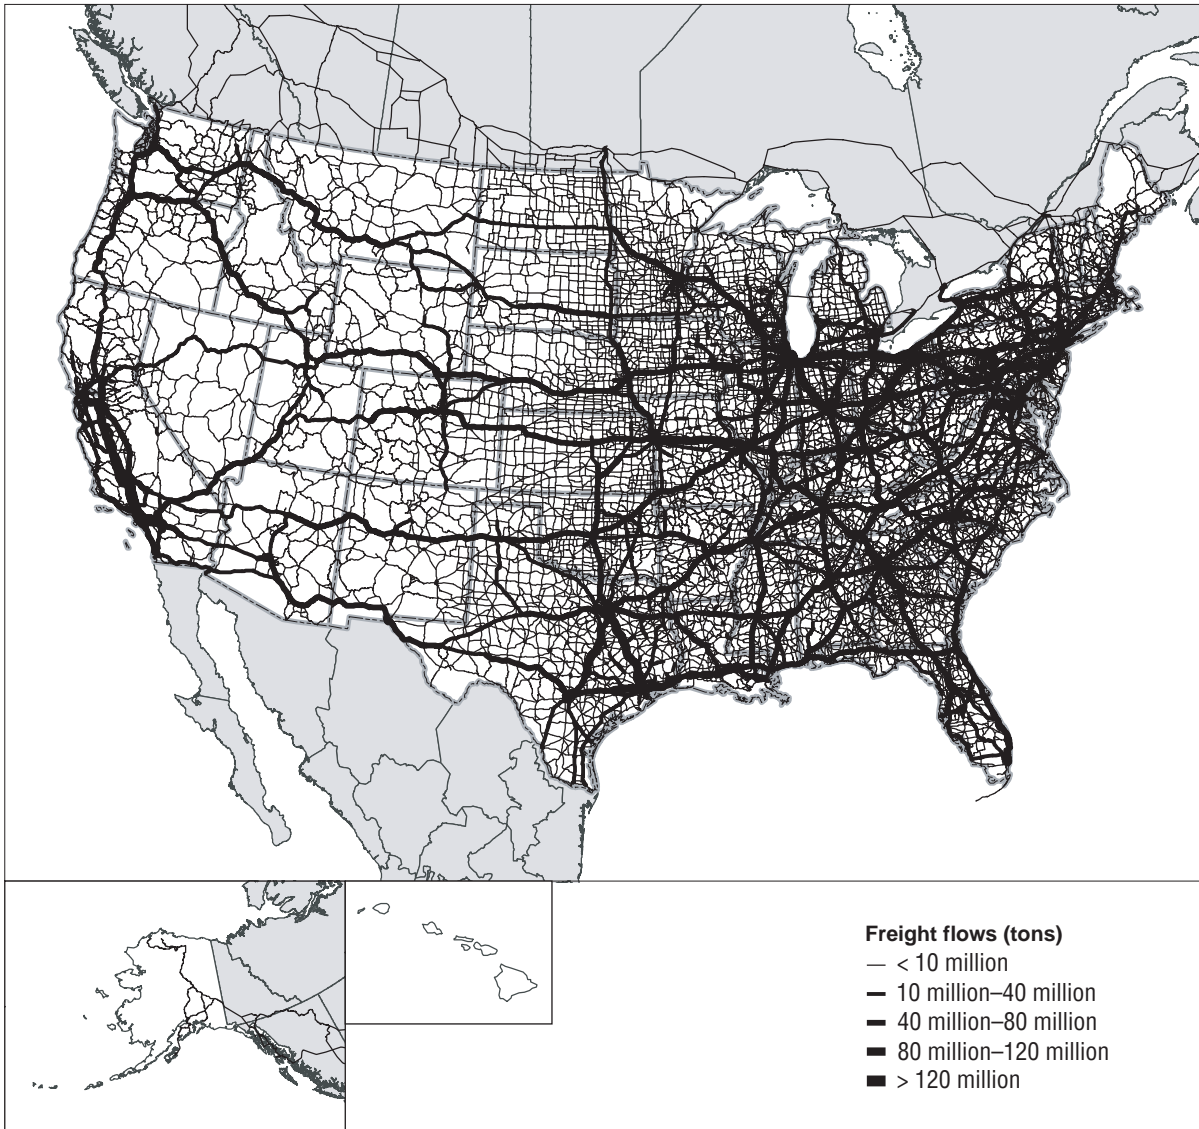 Freight flows (tons)
< 10 million
10 million–40 million
40 million–80 million
80 million–120 million
> 120 million